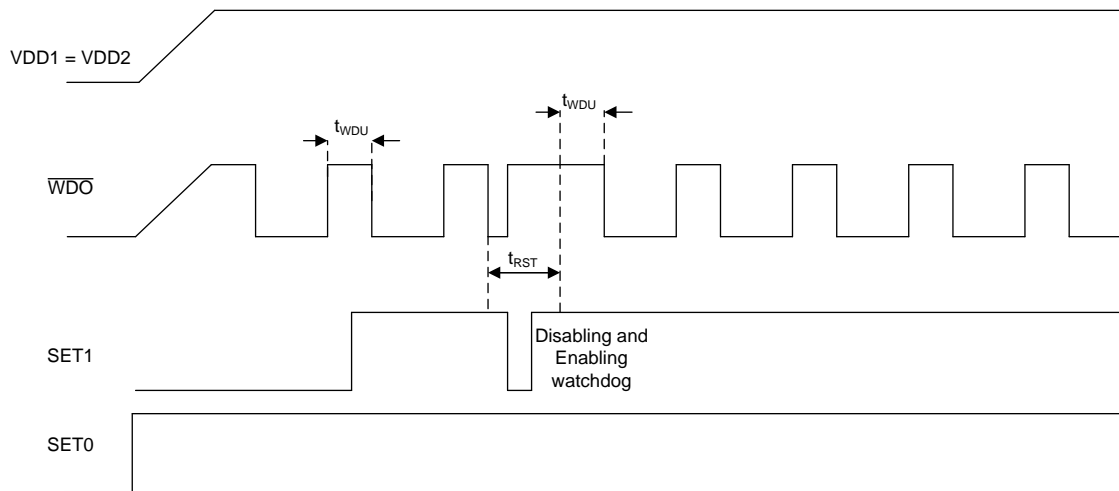 VDD1 = VDD2
tWDU
tWDU
WDO
tRST
SET1
Disabling and
Enabling
watchdog
SET0